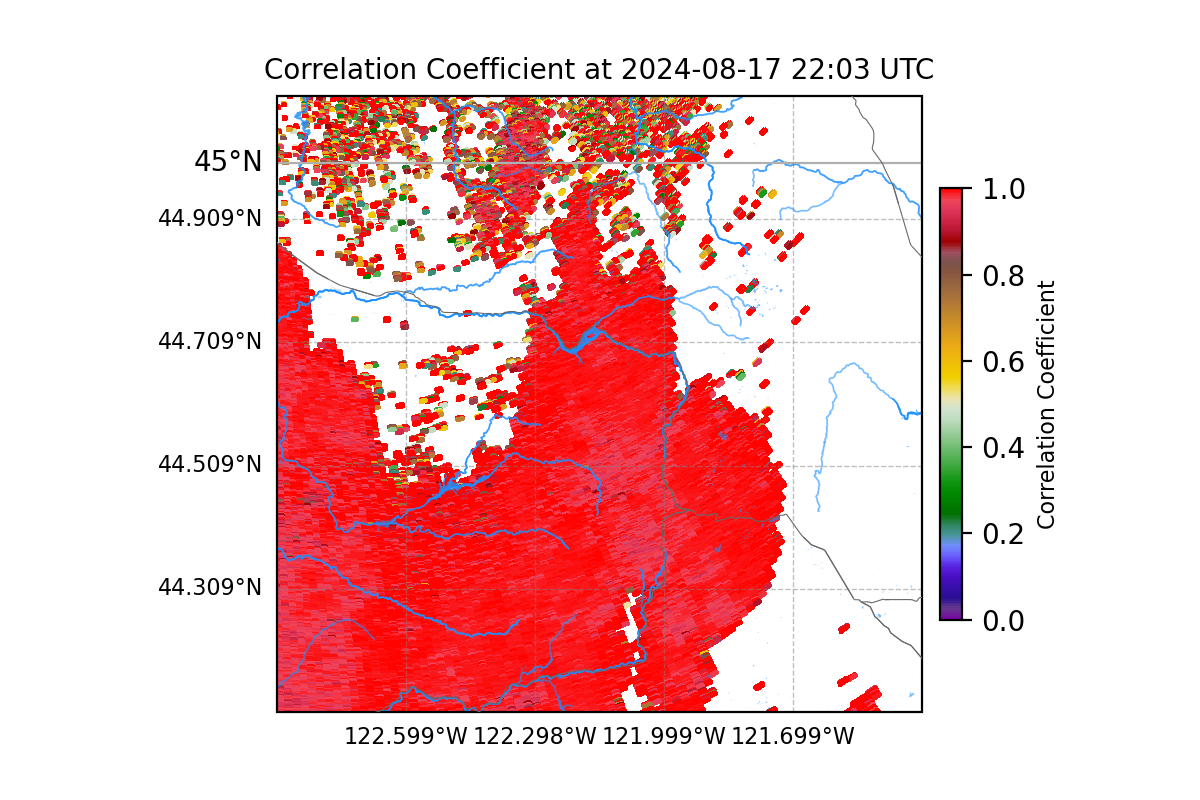 Correlation Coefficient at 2024-08-17 22:03 UTC
45°N
44.909°N
44.709°N
44.509°N
44.309°N
122.599°W 122.298°W 121.999°W 121.699°W
1.0
0.8
0.6
0.4
0.2
0.0
Correlation Coefficient